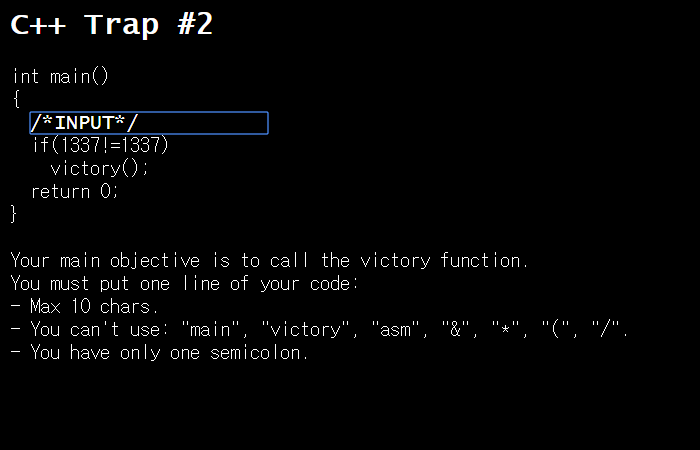 C++ Trap #2
int main()
{
/*INPUT*/
if(1337!=1337)
victory();
return 0;
}
Your main objective is to call the victory function.
You must put one line of your code:
- Max 10 chars.
- You can't use: "main", "victory", "asm", "&", "*", "(", "/".
- You have only one semicolon.